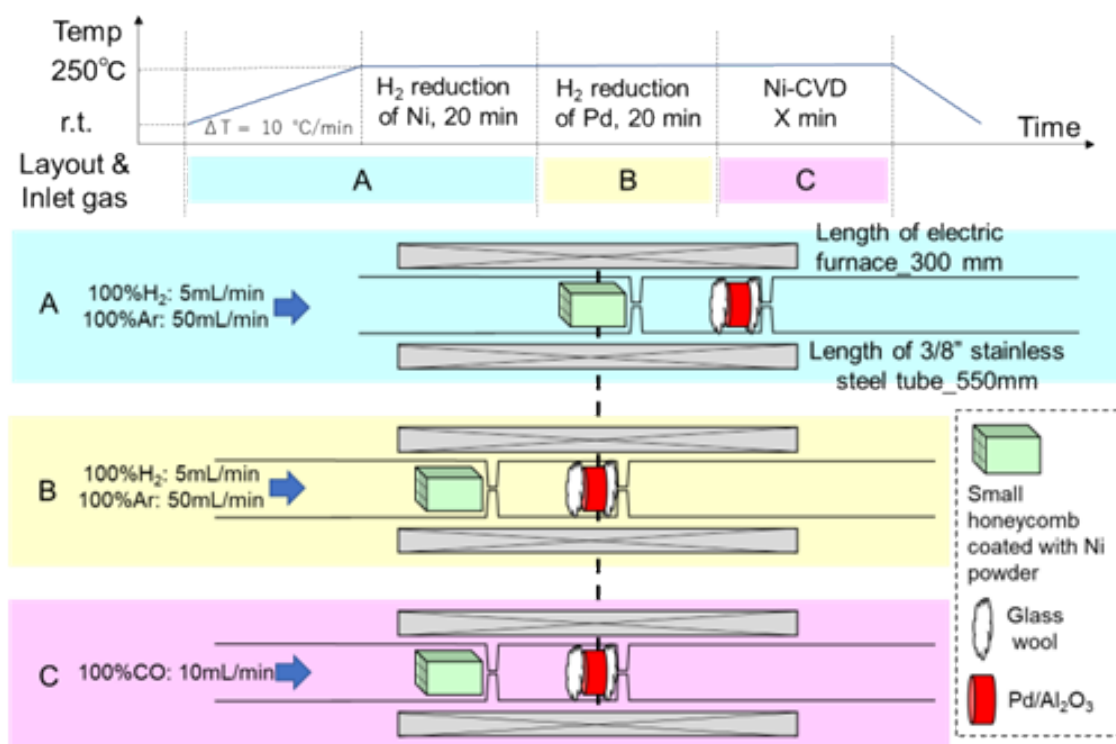 Temp
250℃
r.t.
H₂ reduction
of Ni, 20 min
H₂ reduction
of Pd, 20 min
Ni-CVD
X min
ΔT = 10 ℃/min
Time
Layout &
Inlet gas
A
B
C
Length of electric
furnace_300 mm
A
100%H₂: 5mL/min
100%Ar: 50mL/min
Length of 3/8" stainless
steel tube_550mm
B
100%H₂: 5mL/min
100%Ar: 50mL/min
C
100%CO: 10mL/min
Small
honeycomb
coated with Ni
powder
Glass
wool
Pd/Al₂O₃